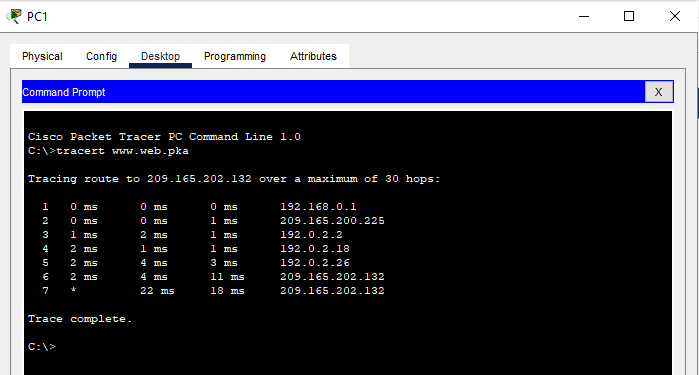 PC1
Physical Config Desktop Programming Attributes
Command Prompt X
Cisco Packet Tracer PC Command Line 1.0
C:\>tracert www.web.pka
Tracing route to 209.165.202.132 over a maximum of 30 hops:
1 0 ms 0 ms 0 ms 192.168.0.1
2 0 ms 0 ms 1 ms 209.165.200.225
3 1 ms 2 ms 1 ms 192.0.2.2
4 2 ms 1 ms 1 ms 192.0.2.18
5 2 ms 4 ms 3 ms 192.0.2.26
6 2 ms 4 ms 11 ms 209.165.202.132
7 * 22 ms 18 ms 209.165.202.132
Trace complete.
C:\>